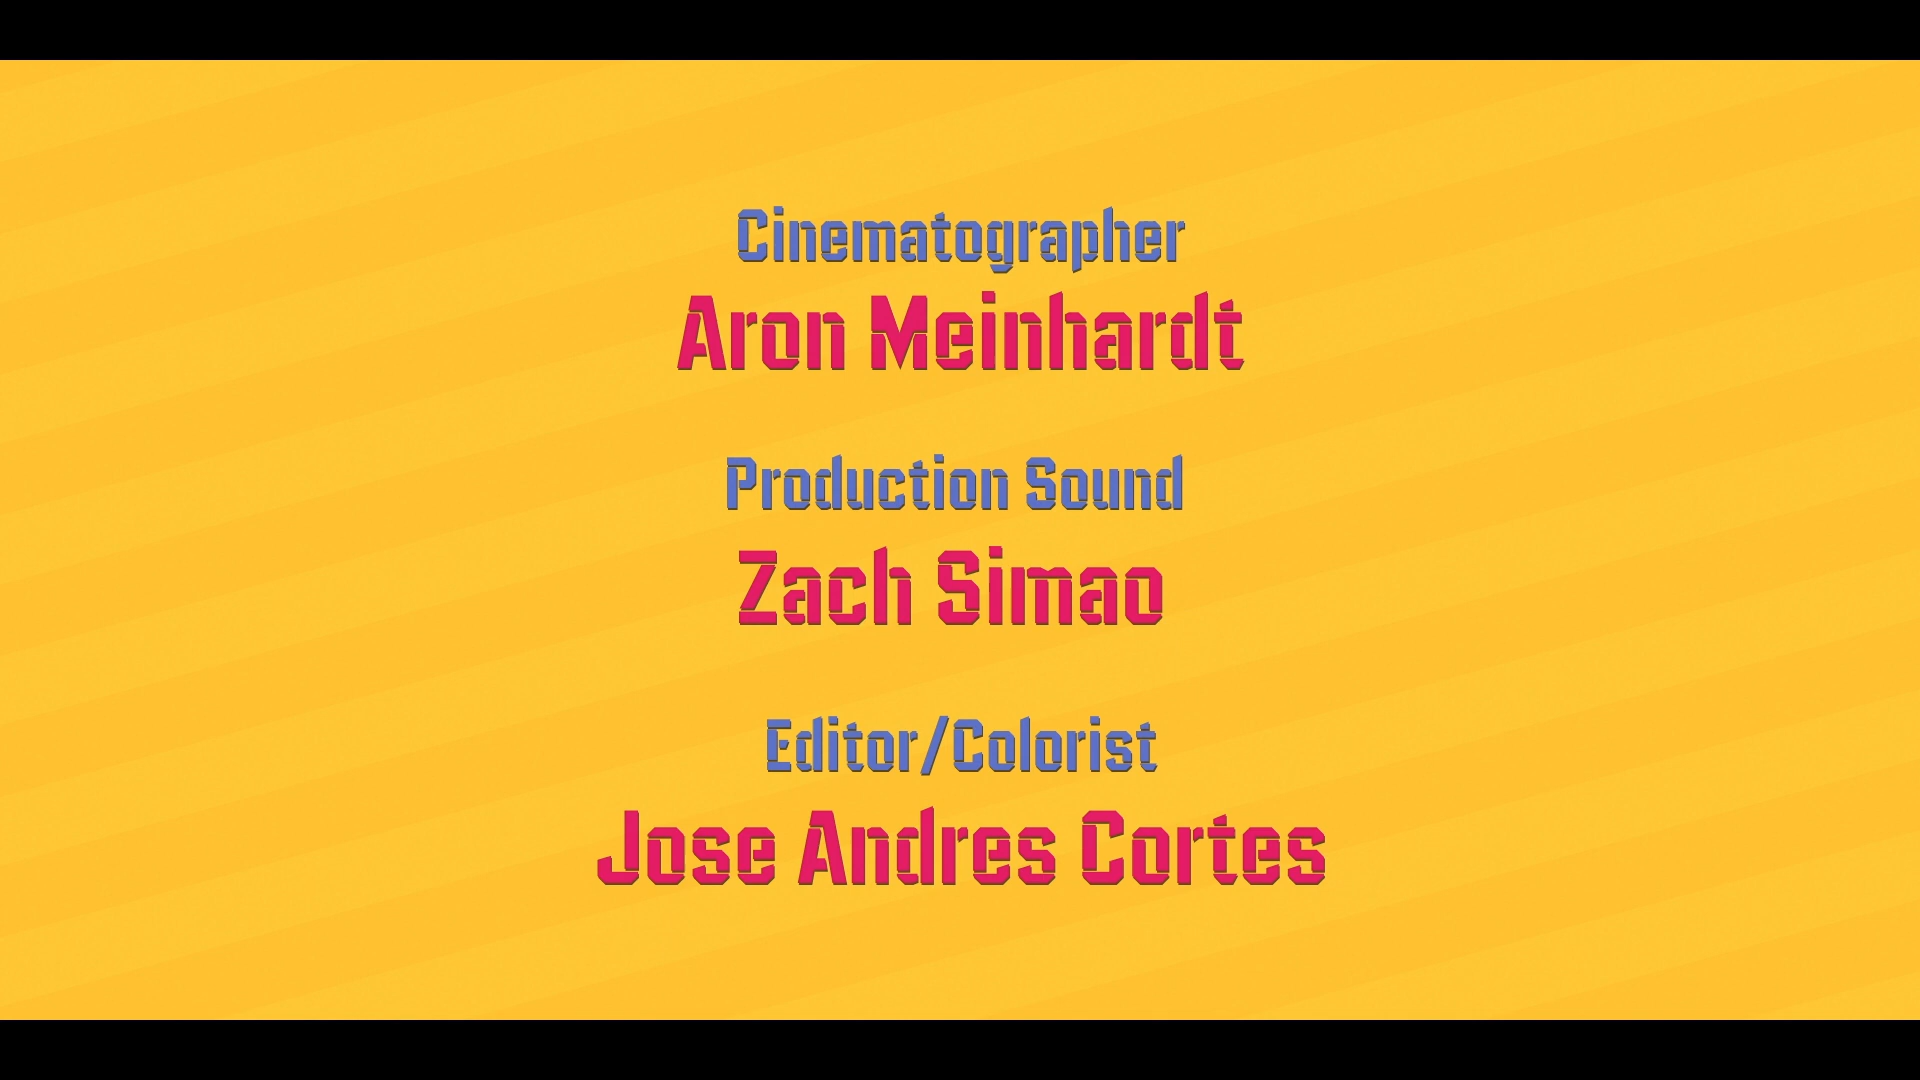 Cinematographer
Aron Meinhardt
Production Sound
Zach Simao
Editor/Colorist
Jose Andres Cortes